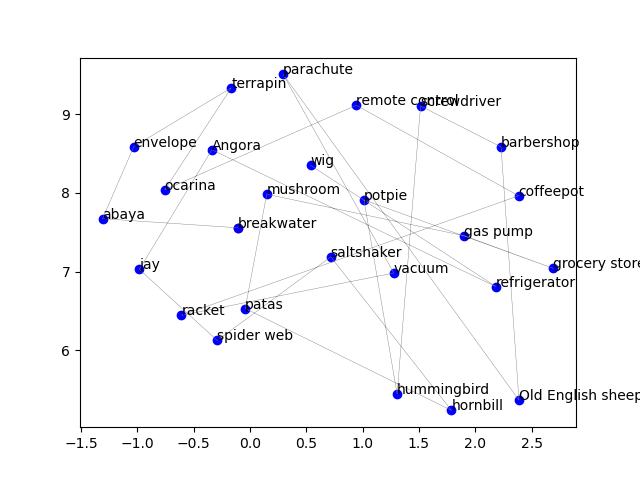 parachute
terrapin
remote control
screwdriver
9
envelope
Angora
barbershop
wig
8
ocarina
mushroom
potpie
coffeepot
abaya
breakwater
gas pump
saltshaker
grocery store
7
jay
vacuum
refrigerator
racket
patas
spider web
6
hummingbird
hornbill
Old English sheep
−1.5 −1.0 −0.5 0.0 0.5 1.0 1.5 2.0 2.5